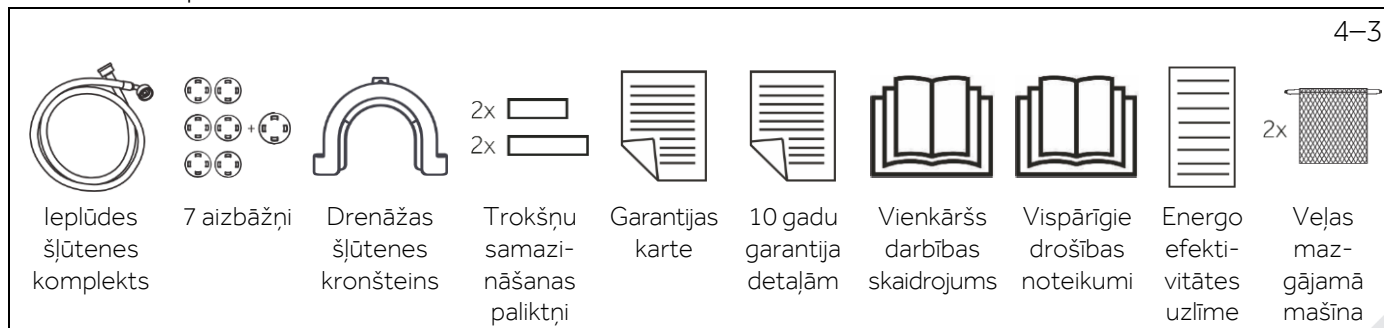 4–3
2x
2x
+
2x
Ieplūdes
šļūtenes
komplekts
7 aizbāžņi
Drenāžas
šļūtenes
kronšteins
Trokšņu
samazi-
nāšanas
paliktņi
Garantijas
karte
10 gadu
garantija
detaļām
Vienkāršs
darbības
skaidrojums
Vispārīgie
drošības
noteikumi
Energo
efekti-
vitātes
uzlīme
Veļas
maz-
gājamā
mašīna